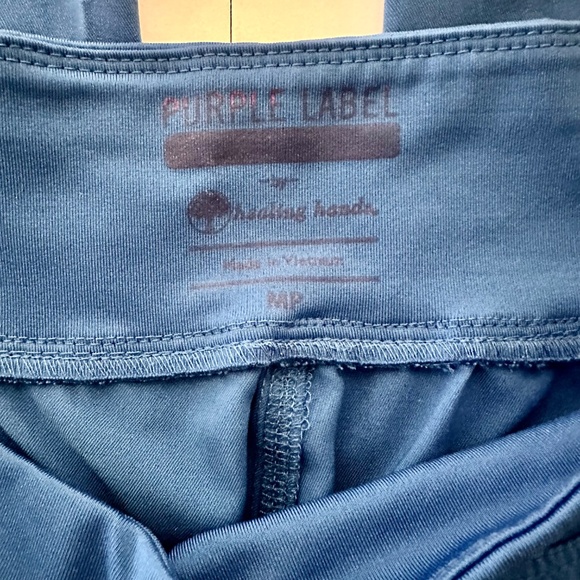 PURPLE LABEL
-by-
healing hands.
Made in Vietnam
MP